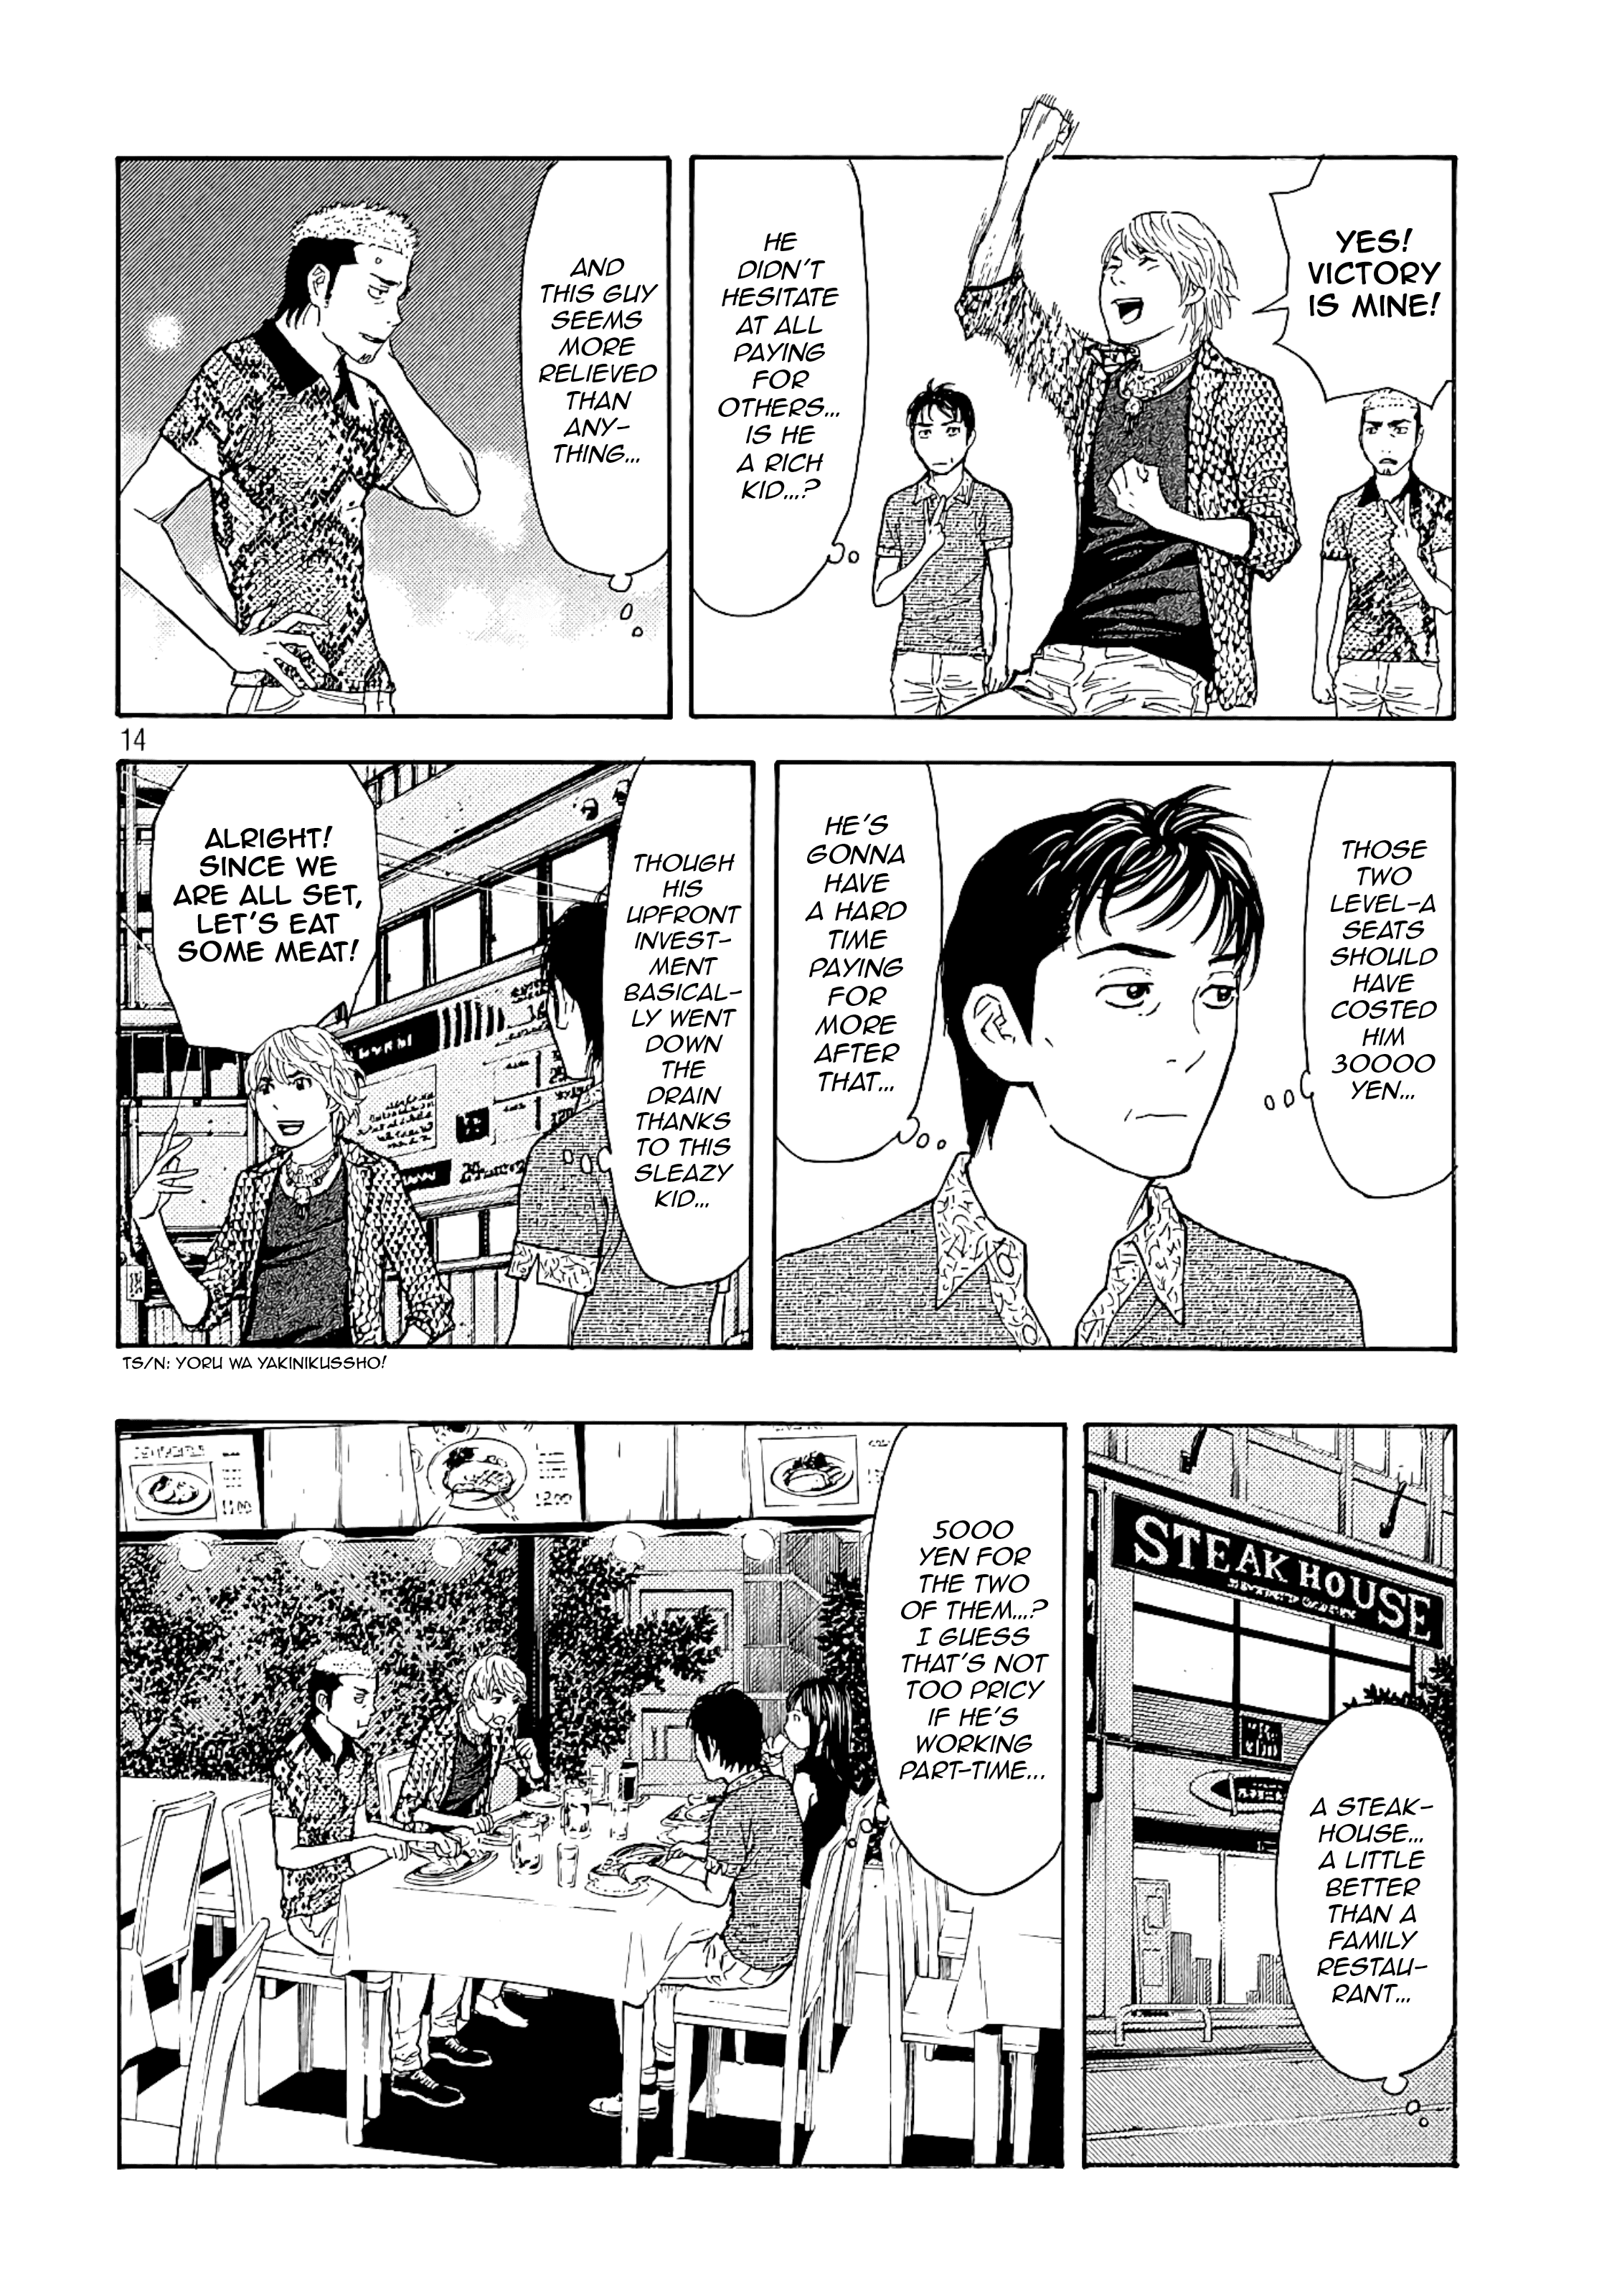 YES!
VICTORY
IS MINE!
HE
DIDN'T
HESITATE
AT ALL
PAYING
FOR
OTHERS...
IS HE
A RICH
KID...?
AND
THIS GUY
SEEMS
MORE
RELIEVED
THAN
ANY-
THING...
14
THOSE
TWO
LEVEL-A
SEATS
SHOULD
HAVE
COSTED
HIM
30000
YEN...
HE'S
GONNA
HAVE
A HARD
TIME
PAYING
FOR
MORE
AFTER
THAT...
THOUGH
HIS
UPFRONT
INVEST-
MENT
BASICAL-
LY WENT
DOWN
THE
DRAIN
THANKS
TO THIS
SLEAZY
KID...
ALRIGHT!
SINCE WE
ARE ALL SET,
LET'S EAT
SOME MEAT!
TS/N: YORU WA YAKINIKUSSHO!
STEAK HOUSE
A STEAK-
HOUSE...
A LITTLE
BETTER
THAN A
FAMILY
RESTAU-
RANT...
5000
YEN FOR
THE TWO
OF THEM...?
I GUESS
THAT'S NOT
TOO PRICY
IF HE'S
WORKING
PART-TIME...
1100
1200